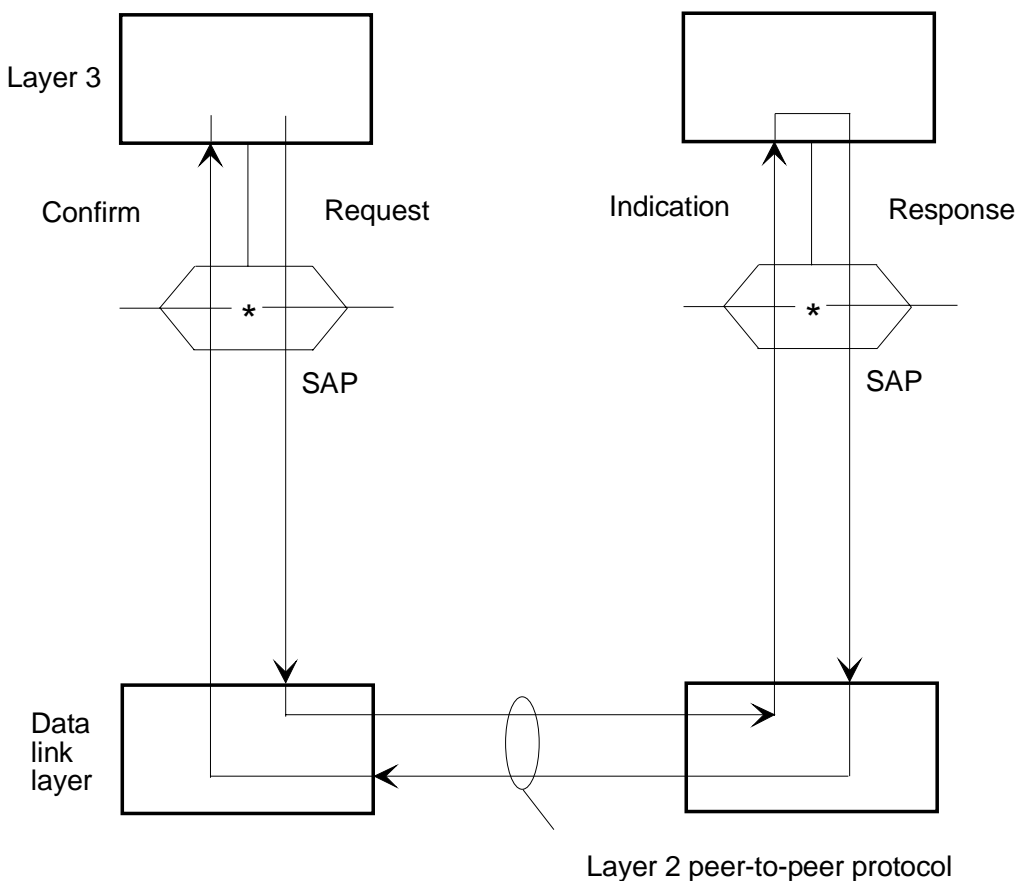 Layer 3
Confirm
Request
Indication
Response
*
*
SAP
SAP
Data
link
layer
Layer 2 peer-to-peer protocol